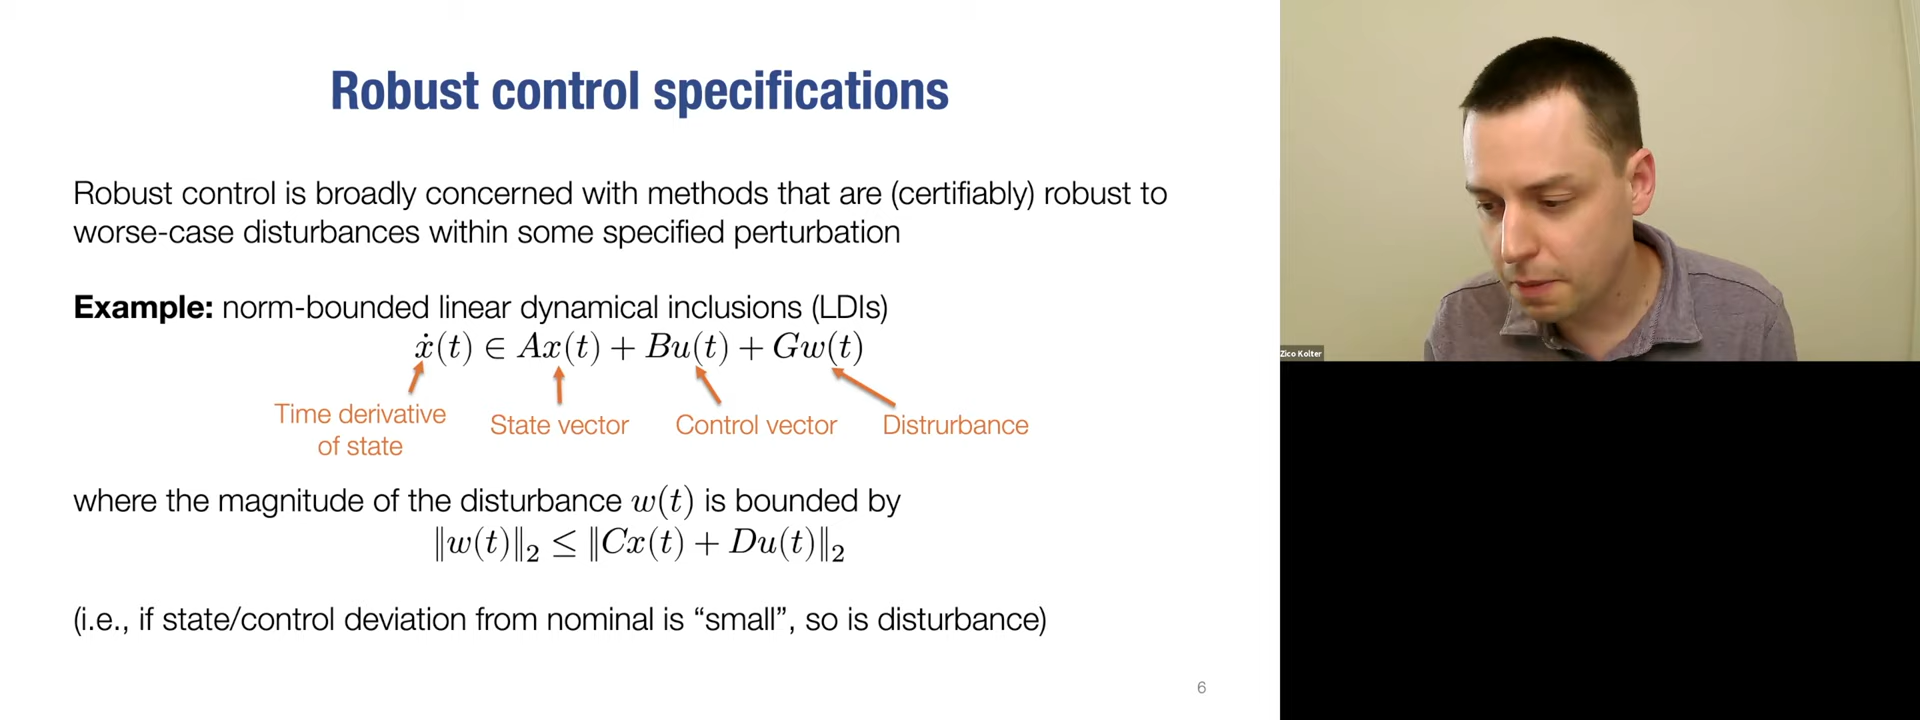 Robust control specifications
Robust control is broadly concerned with methods that are (certifiably) robust to
worse-case disturbances within some specified perturbation
Example: norm-bounded linear dynamical inclusions (LDIs)
ẋ(t) ∈ Ax(t) + Bu(t) + Gw(t)
Time derivative
of state
State vector
Control vector
Distrurbance
where the magnitude of the disturbance w(t) is bounded by
‖w(t)‖₂ ≤ ‖Cx(t) + Du(t)‖₂
(i.e., if state/control deviation from nominal is “small”, so is disturbance)
6
Zico Kolter